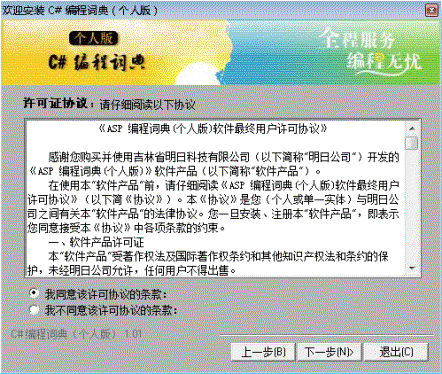 欢迎安装 C# 编程词典（个人版）
个人版
C# 编程词典
全程服务
编程无忧
许可证协议：请仔细阅读以下协议
《ASP 编程词典(个人版)软件最终用户许可协议》
感谢您购买并使用吉林省明日科技有限公司（以下简称“明日公司”）开发的
《ASP 编程词典(个人版)》软件产品（以下简称“软件产品”）。
在使用本“软件产品”前，请仔细阅读《ASP 编程词典(个人版)软件最终用
户许可协议》（以下简《协议》）。本《协议》是您（个人或单一实体）与明日公
司之间有关本“软件产品”的法律协议。您一旦安装、注册本“软件产品”，即表示
您同意接受本《协议》中各项条款的约束。
一、软件产品许可证
本“软件产品”受著作权法及国际著作权条约和其他知识产权法和条约的保
护，未经明日公司允许，任何用户不得出售。
我同意该许可协议的条款：
我不同意该许可协议的条款：
C# 编程词典（个人版） 1.01
上一步(B) 下一步(N)> 退出(C)